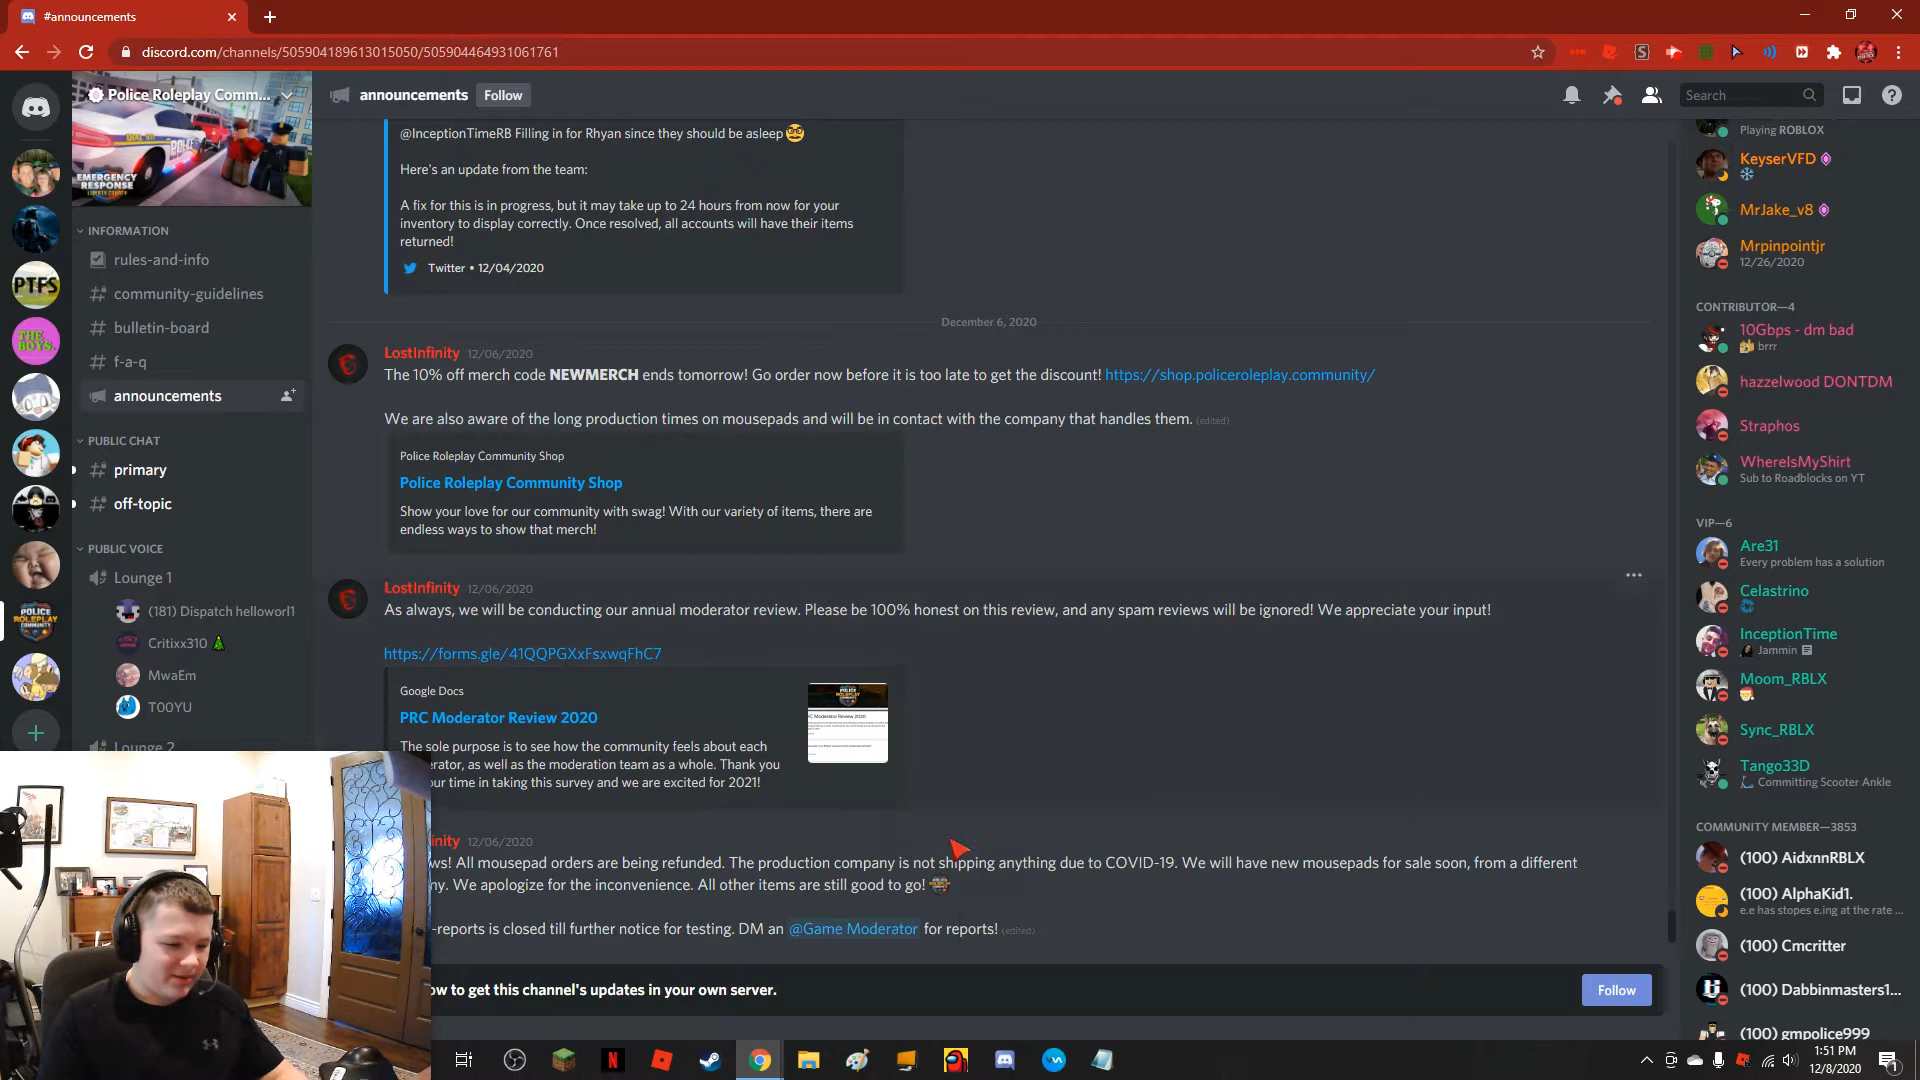 #announcements
discord.com/channels/505904189613015050/505904464931061761
Police Roleplay Comm...
announcements
Follow
Search
EMERGENCY
RESPONSE
LIBERTY COUNTY
POLICE
@InceptionTimeRB Filling in for Rhyan since they should be asleep
Here's an update from the team:
A fix for this is in progress, but it may take up to 24 hours from now for your
inventory to display correctly. Once resolved, all accounts will have their items
returned!
Twitter • 12/04/2020
December 6, 2020
LostInfinity 12/06/2020
The 10% off merch code NEWMERCH ends tomorrow! Go order now before it is too late to get the discount! https://shop.policeroleplay.community/
We are also aware of the long production times on mousepads and will be in contact with the company that handles them. (edited)
Police Roleplay Community Shop
Police Roleplay Community Shop
Show your love for our community with swag! With our variety of items, there are
endless ways to show that merch!
LostInfinity 12/06/2020
As always, we will be conducting our annual moderator review. Please be 100% honest on this review, and any spam reviews will be ignored! We appreciate your input!
https://forms.gle/41QQPGXxFsxwqFhC7
Google Docs
PRC Moderator Review 2020
The sole purpose is to see how the community feels about each
erator, as well as the moderation team as a whole. Thank you
our time in taking this survey and we are excited for 2021!
inity 12/06/2020
ws! All mousepad orders are being refunded. The production company is not shipping anything due to COVID-19. We will have new mousepads for sale soon, from a different
ny. We apologize for the inconvenience. All other items are still good to go!
-reports is closed till further notice for testing. DM an @Game Moderator for reports! (edited)
ow to get this channel's updates in your own server.
Follow
INFORMATION
rules-and-info
community-guidelines
bulletin-board
f-a-q
announcements
PUBLIC CHAT
primary
off-topic
PUBLIC VOICE
Lounge 1
(181) Dispatch helloworl1
Critixx310
MwaEm
T00YU
Lounge 2
PTFS
THE
BOYS.
POLICE
ROLEPLAY
COMMUNITY
Playing ROBLOX
KeyserVFD
MrJake_v8
Mrpinpointjr
12/26/2020
CONTRIBUTOR—4
10Gbps - dm bad
brrr
hazzelwood DONTDM
Straphos
WhereIsMyShirt
Sub to Roadblocks on YT
VIP—6
Are31
Every problem has a solution
Celastrino
InceptionTime
Jammin
Moom_RBLX
Sync_RBLX
Tango33D
Committing Scooter Ankle
COMMUNITY MEMBER—3853
(100) AidxnnRBLX
(100) AlphaKid1.
e.e has stopes e.ing at the rate ...
(100) Cmcritter
(100) Dabbinmasters1...
(100) gmpolice999
1:51 PM
12/8/2020
1